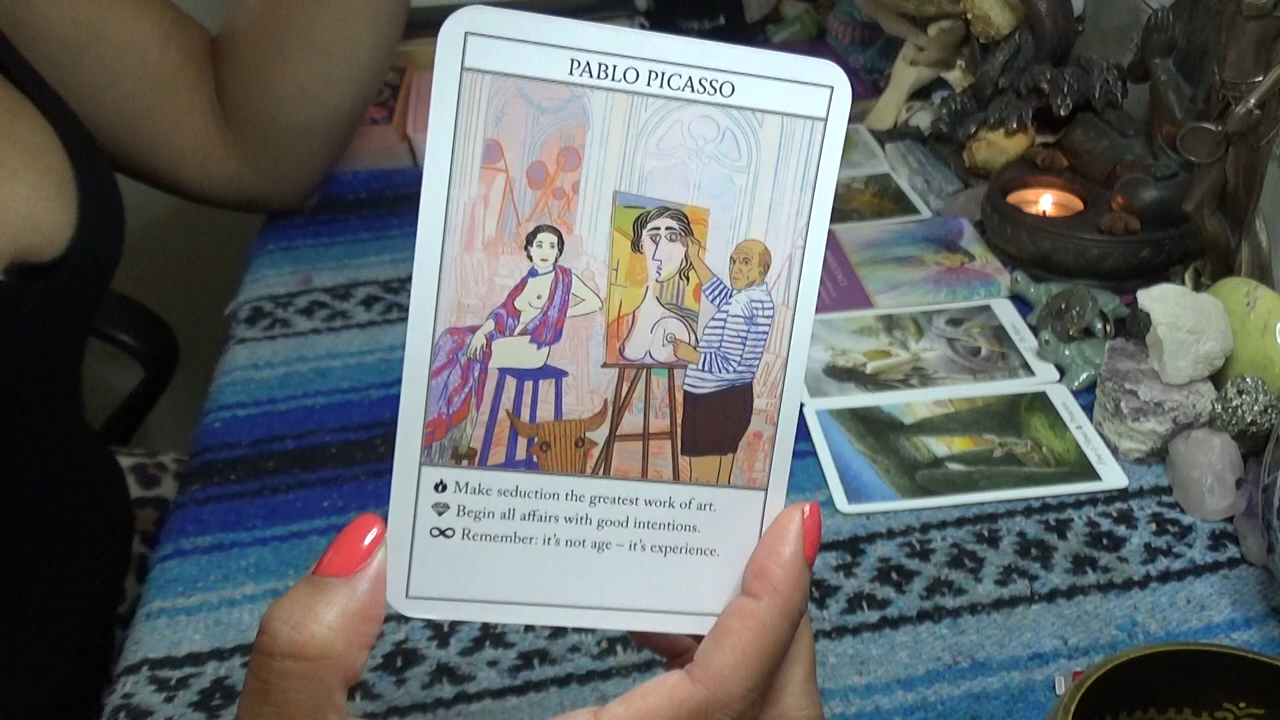 PABLO PICASSO
Make seduction the greatest work of art.
Begin all affairs with good intentions.
Remember: it's not age – it's experience.